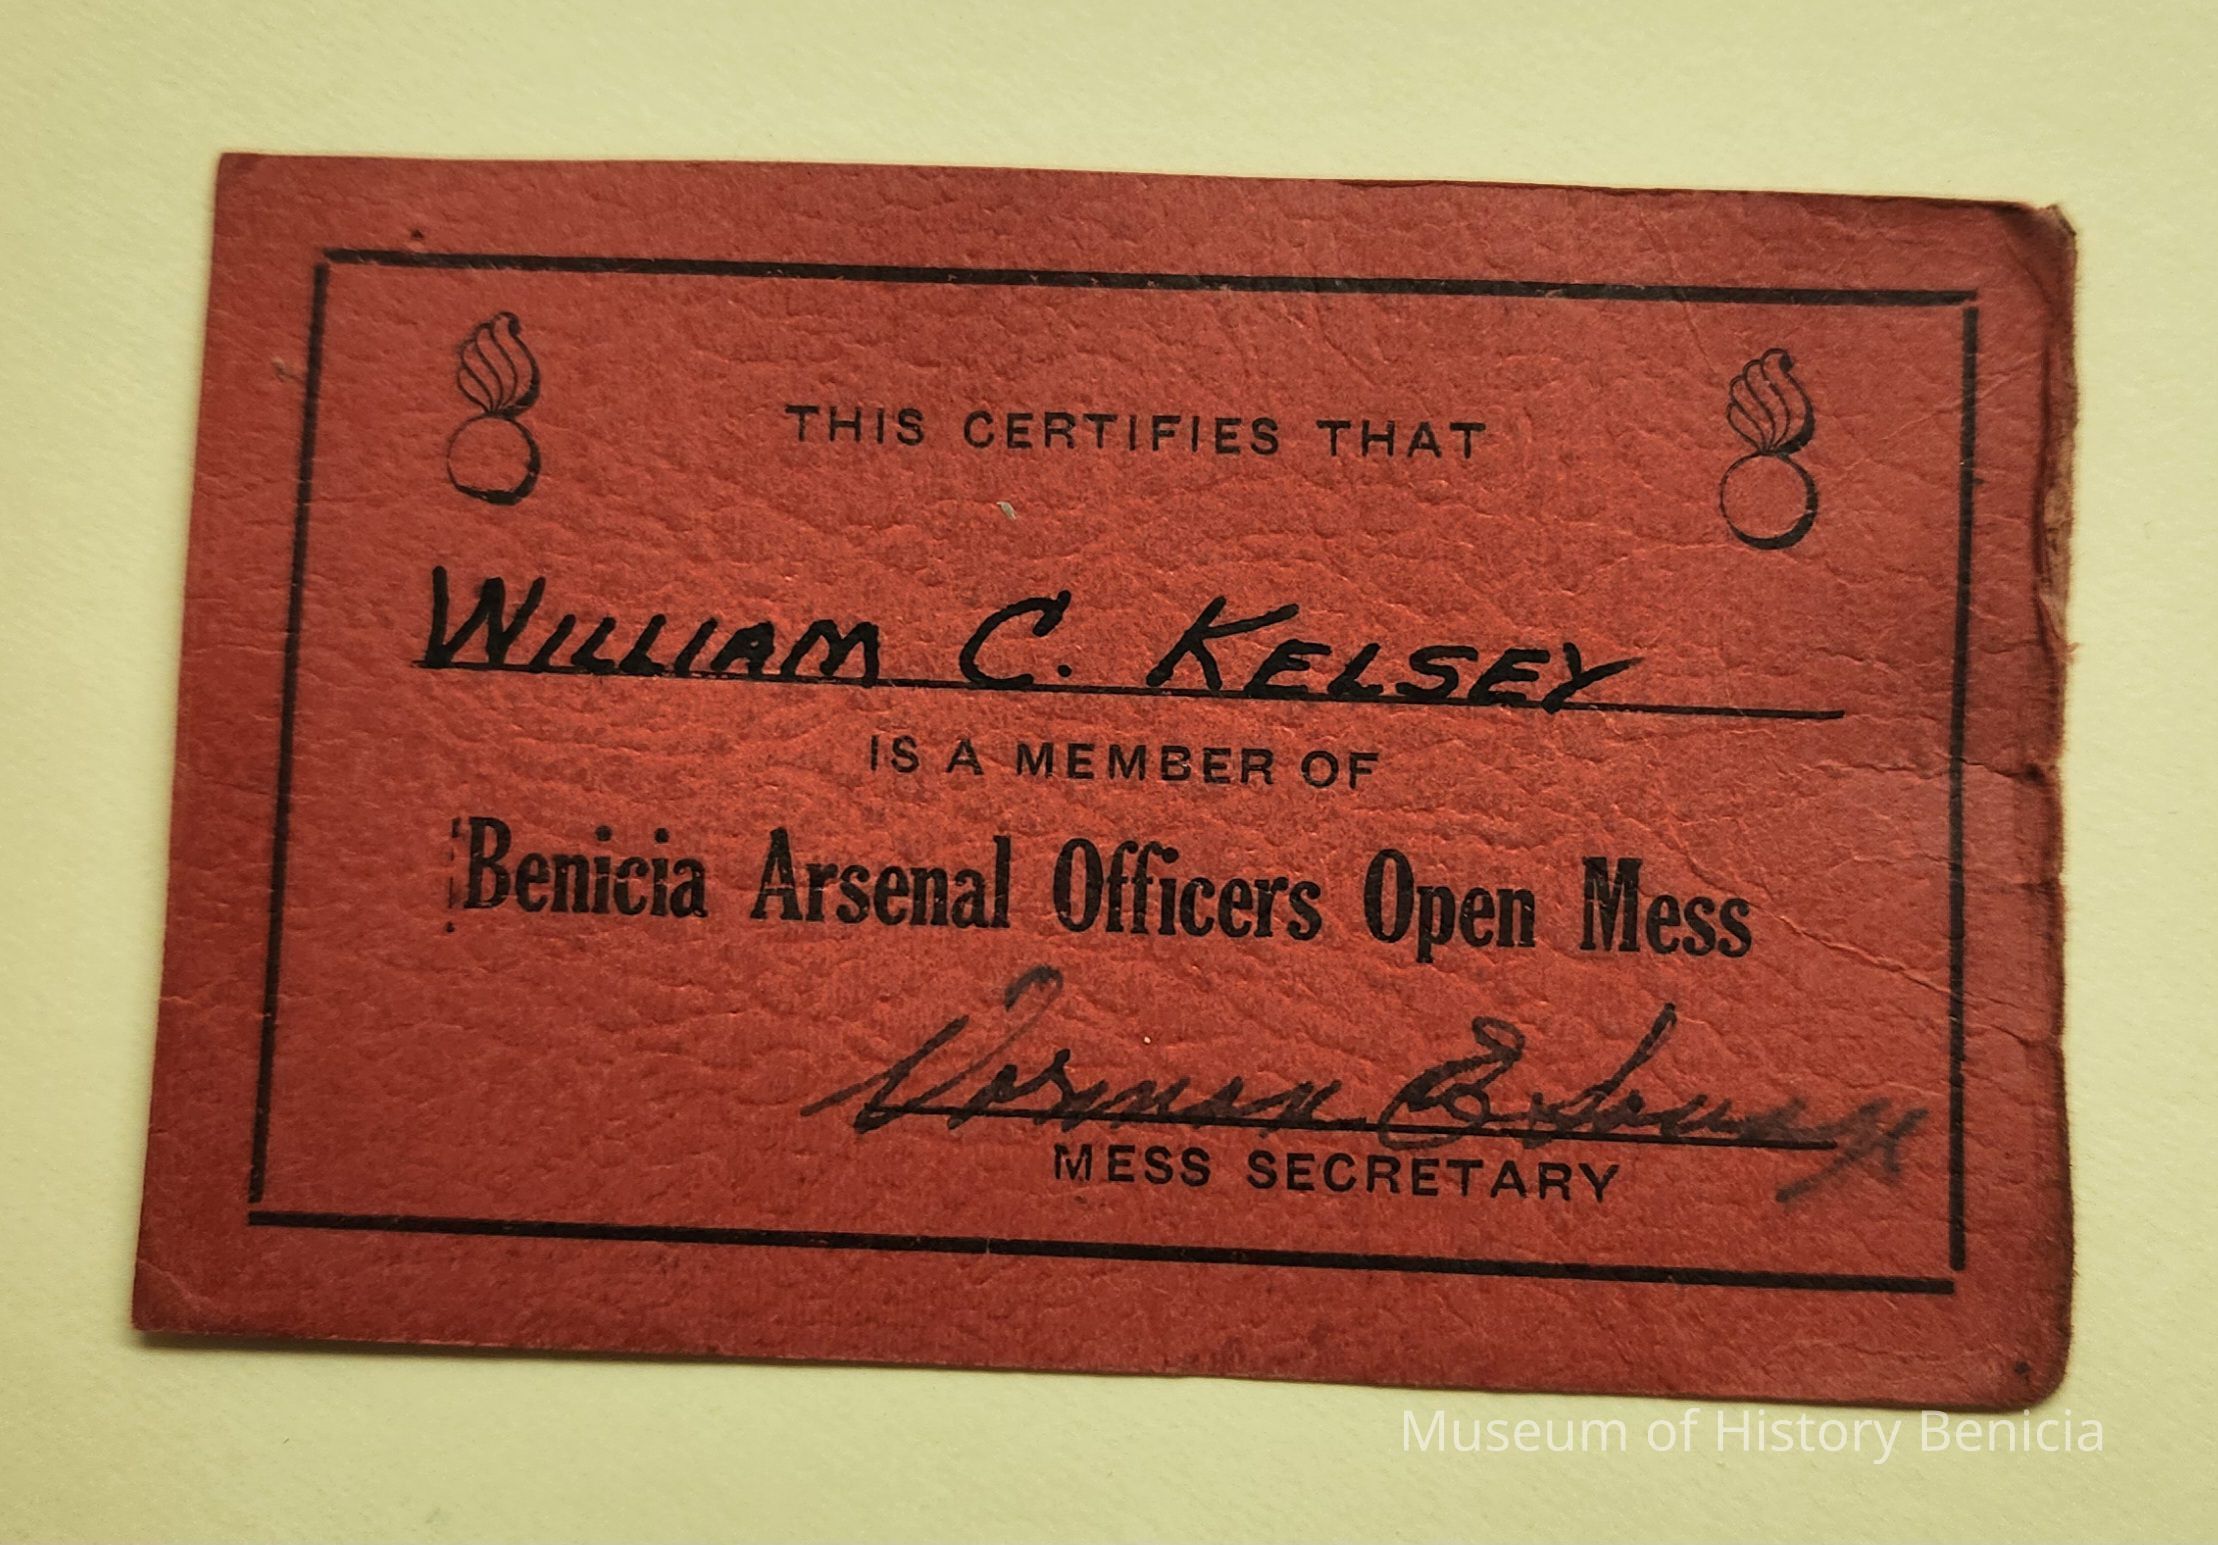 THIS CERTIFIES THAT
WILLIAM C. KELSEY
IS A MEMBER OF
Benicia Arsenal Officers Open Mess
Norman E.
MESS SECRETARY
Museum of History Benicia